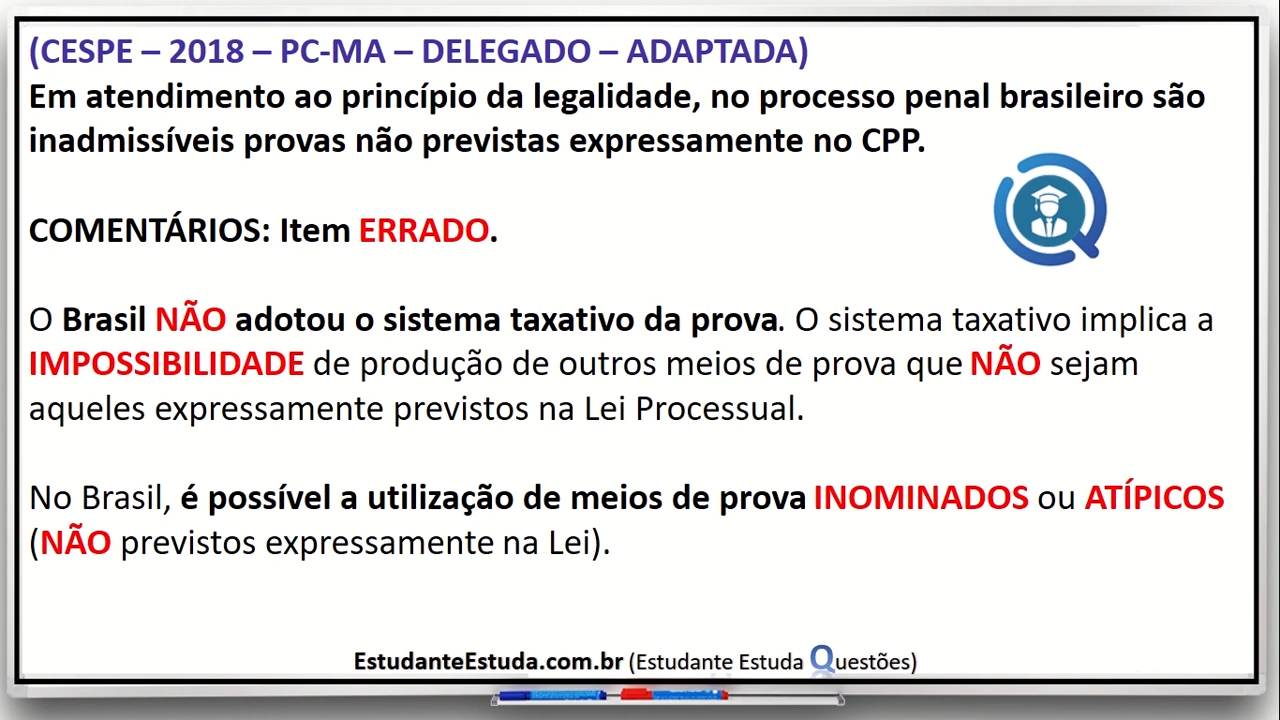 (CESPE – 2018 – PC-MA – DELEGADO – ADAPTADA)
Em atendimento ao princípio da legalidade, no processo penal brasileiro são
inadmissíveis provas não previstas expressamente no CPP.
COMENTÁRIOS: Item ERRADO.
O Brasil NÃO adotou o sistema taxativo da prova. O sistema taxativo implica a
IMPOSSIBILIDADE de produção de outros meios de prova que NÃO sejam
aqueles expressamente previstos na Lei Processual.
No Brasil, é possível a utilização de meios de prova INOMINADOS ou ATÍPICOS
(NÃO previstos expressamente na Lei).
EstudanteEstuda.com.br (Estudante Estuda Questões)